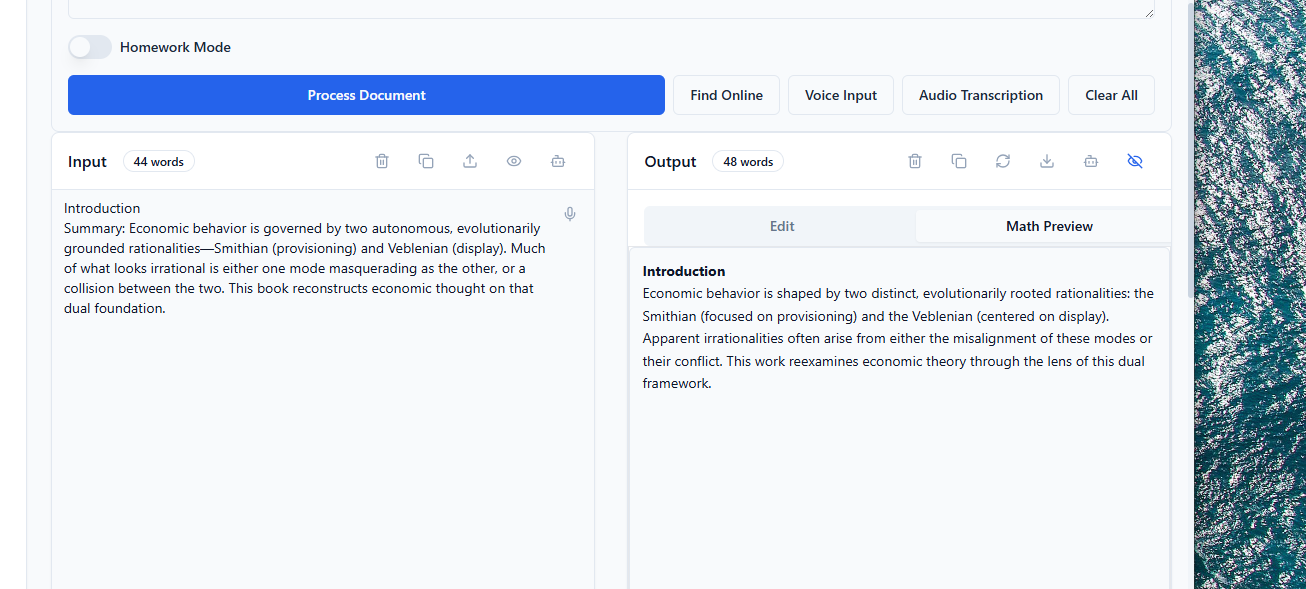 Homework Mode
Process Document
Find Online
Voice Input
Audio Transcription
Clear All
Input
44 words
Introduction
Summary: Economic behavior is governed by two autonomous, evolutionarily
grounded rationalities—Smithian (provisioning) and Veblenian (display). Much
of what looks irrational is either one mode masquerading as the other, or a
collision between the two. This book reconstructs economic thought on that
dual foundation.
Output
48 words
Edit
Math Preview
Introduction
Economic behavior is shaped by two distinct, evolutionarily rooted rationalities: the
Smithian (focused on provisioning) and the Veblenian (centered on display).
Apparent irrationalities often arise from either the misalignment of these modes or
their conflict. This work reexamines economic theory through the lens of this dual
framework.